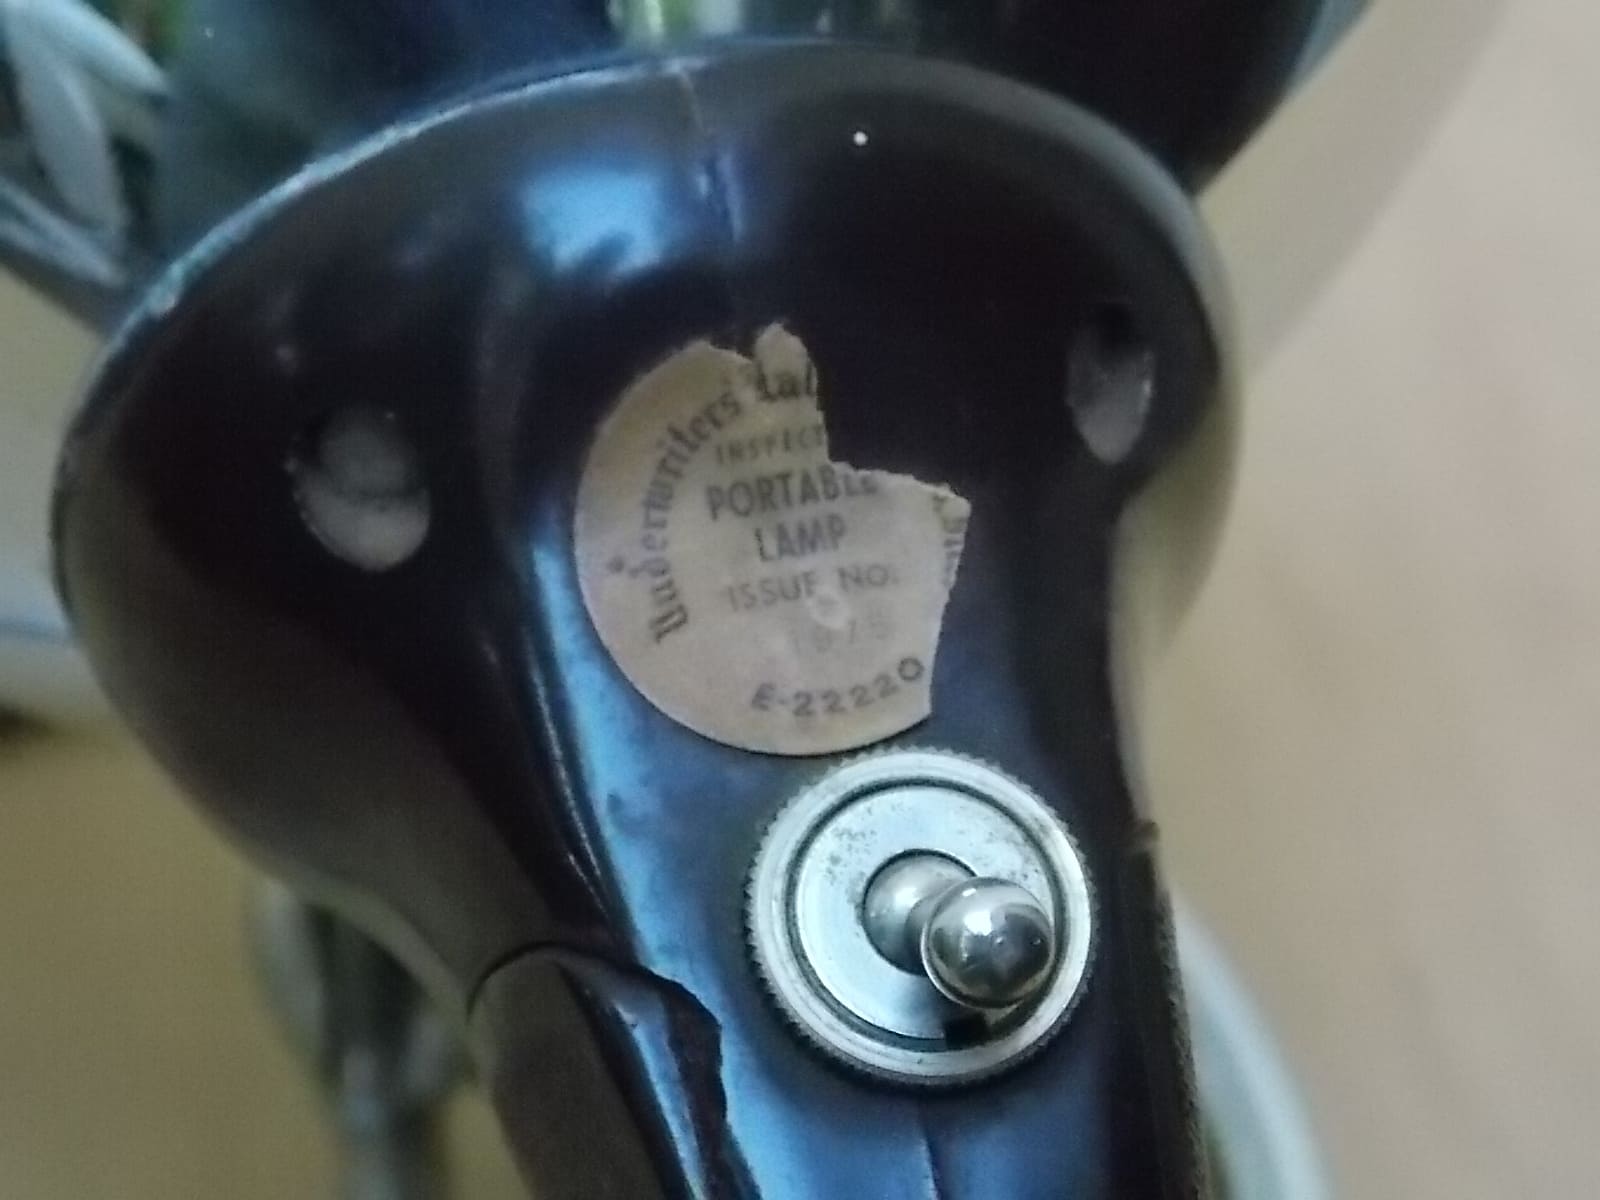 Underwriters' Lab
INSPECT
PORTABLE
LAMP
ISSUE No.
E-22220